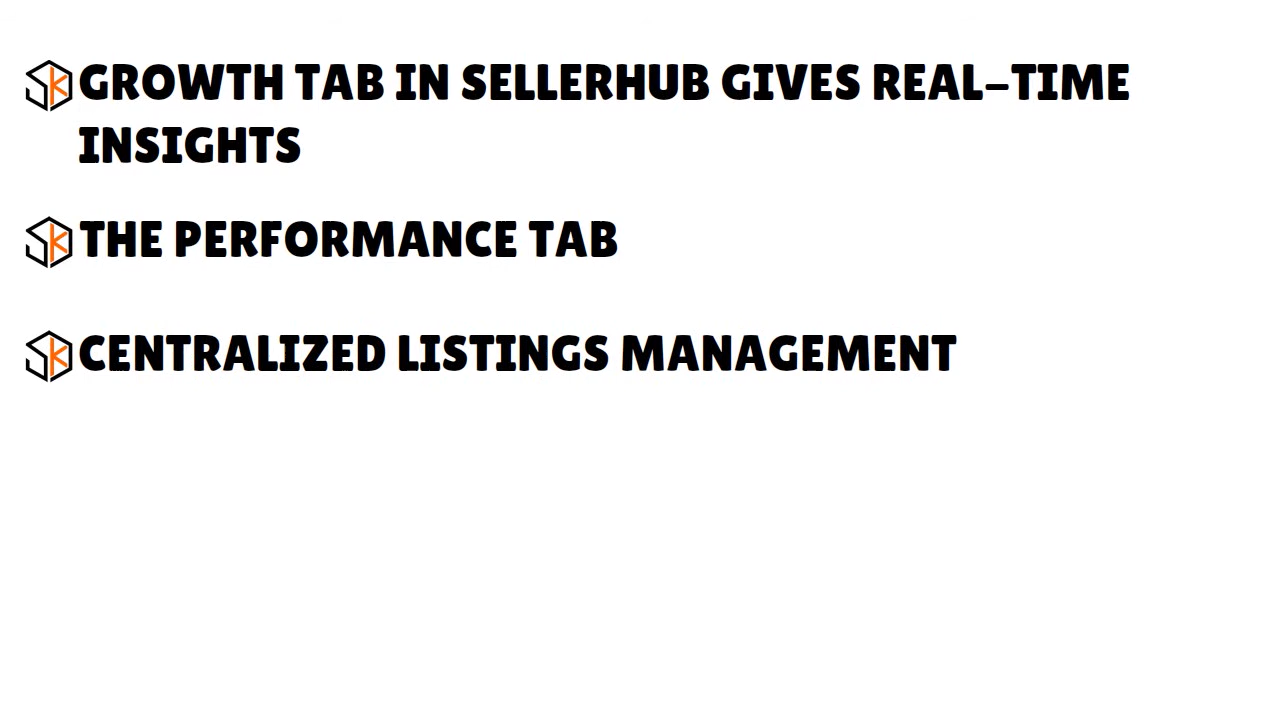 GROWTH TAB IN SELLERHUB GIVES REAL-TIME
INSIGHTS
THE PERFORMANCE TAB
CENTRALIZED LISTINGS MANAGEMENT